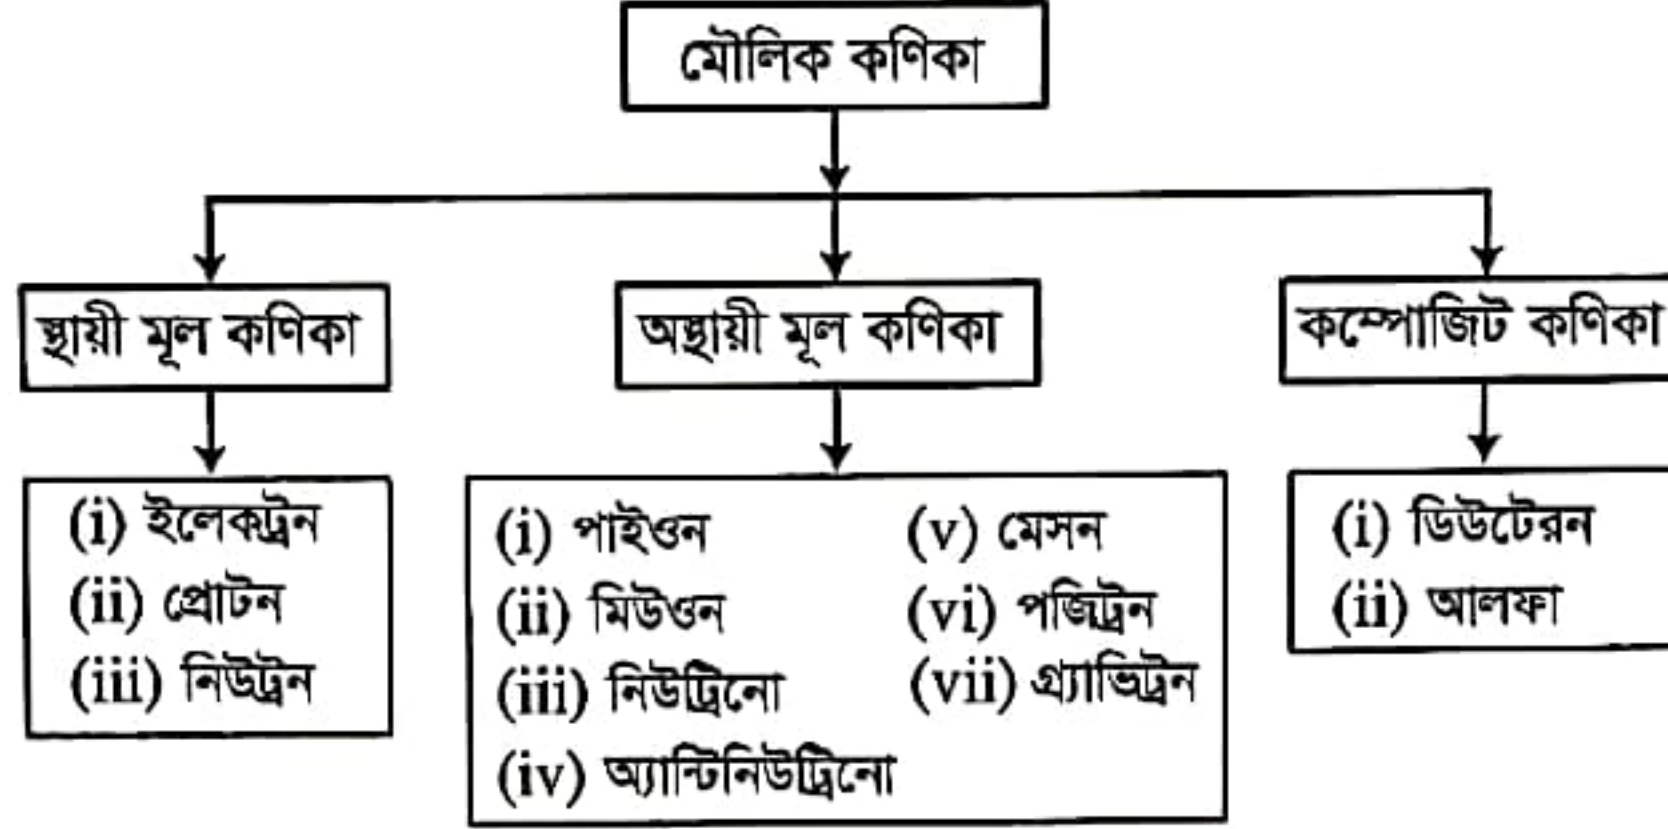 মৌলিক কণিকা
স্থায়ী মূল কণিকা
অস্থায়ী মূল কণিকা
কম্পোজিট কণিকা
(i) ইলেকট্রন
(ii) প্রোটন
(iii) নিউট্রন
(i) পাইওন
(ii) মিউওন
(iii) নিউট্রিনো
(iv) অ্যান্টিনিউট্রিনো
(v) মেসন
(vi) পজিট্রন
(vii) গ্র্যাভিট্রন
(i) ডিউটেরন
(ii) আলফা